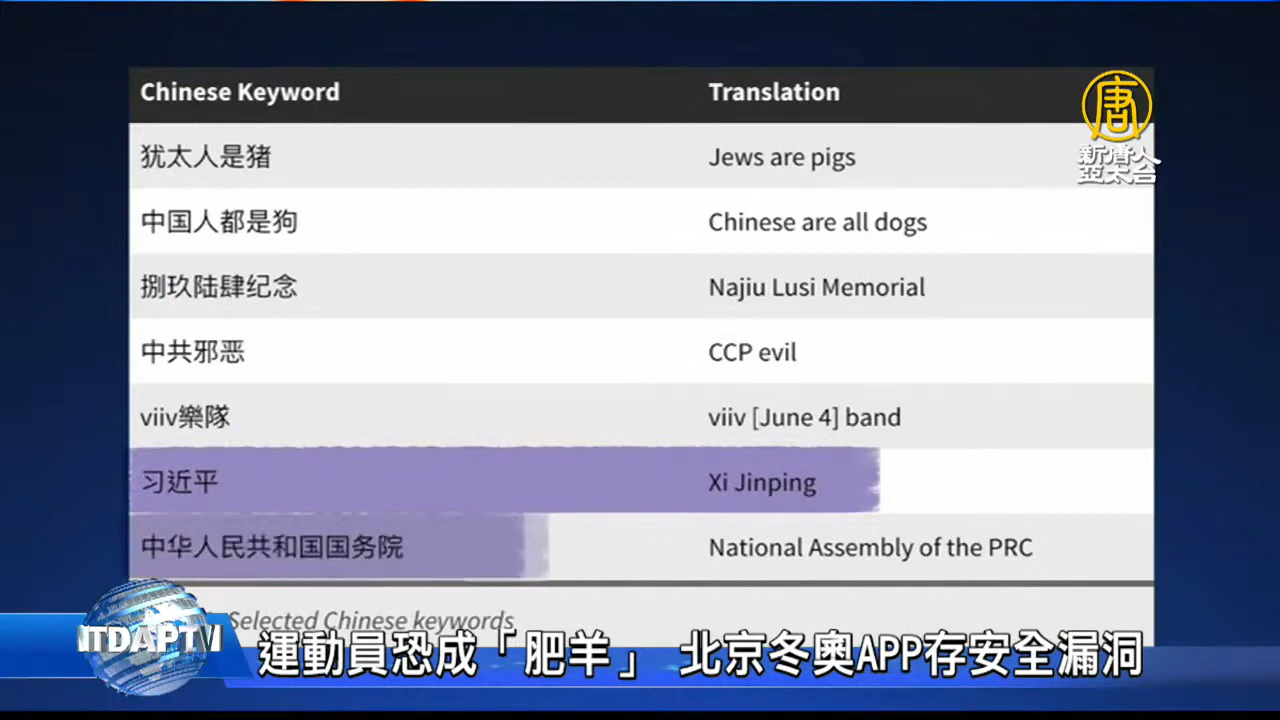 Chinese Keyword Translation
犹太人是猪 Jews are pigs
中国人都是狗 Chinese are all dogs
捌玖陆肆纪念 Najiu Lusi Memorial
中共邪恶 CCP evil
viiv樂隊 viiv [June 4] band
习近平 Xi Jinping
中华人民共和国国务院 National Assembly of the PRC
唐
新唐人
亞太台
Selected Chinese keywords
NTDAPTV
運動員恐成「肥羊」 北京冬奧APP存安全漏洞